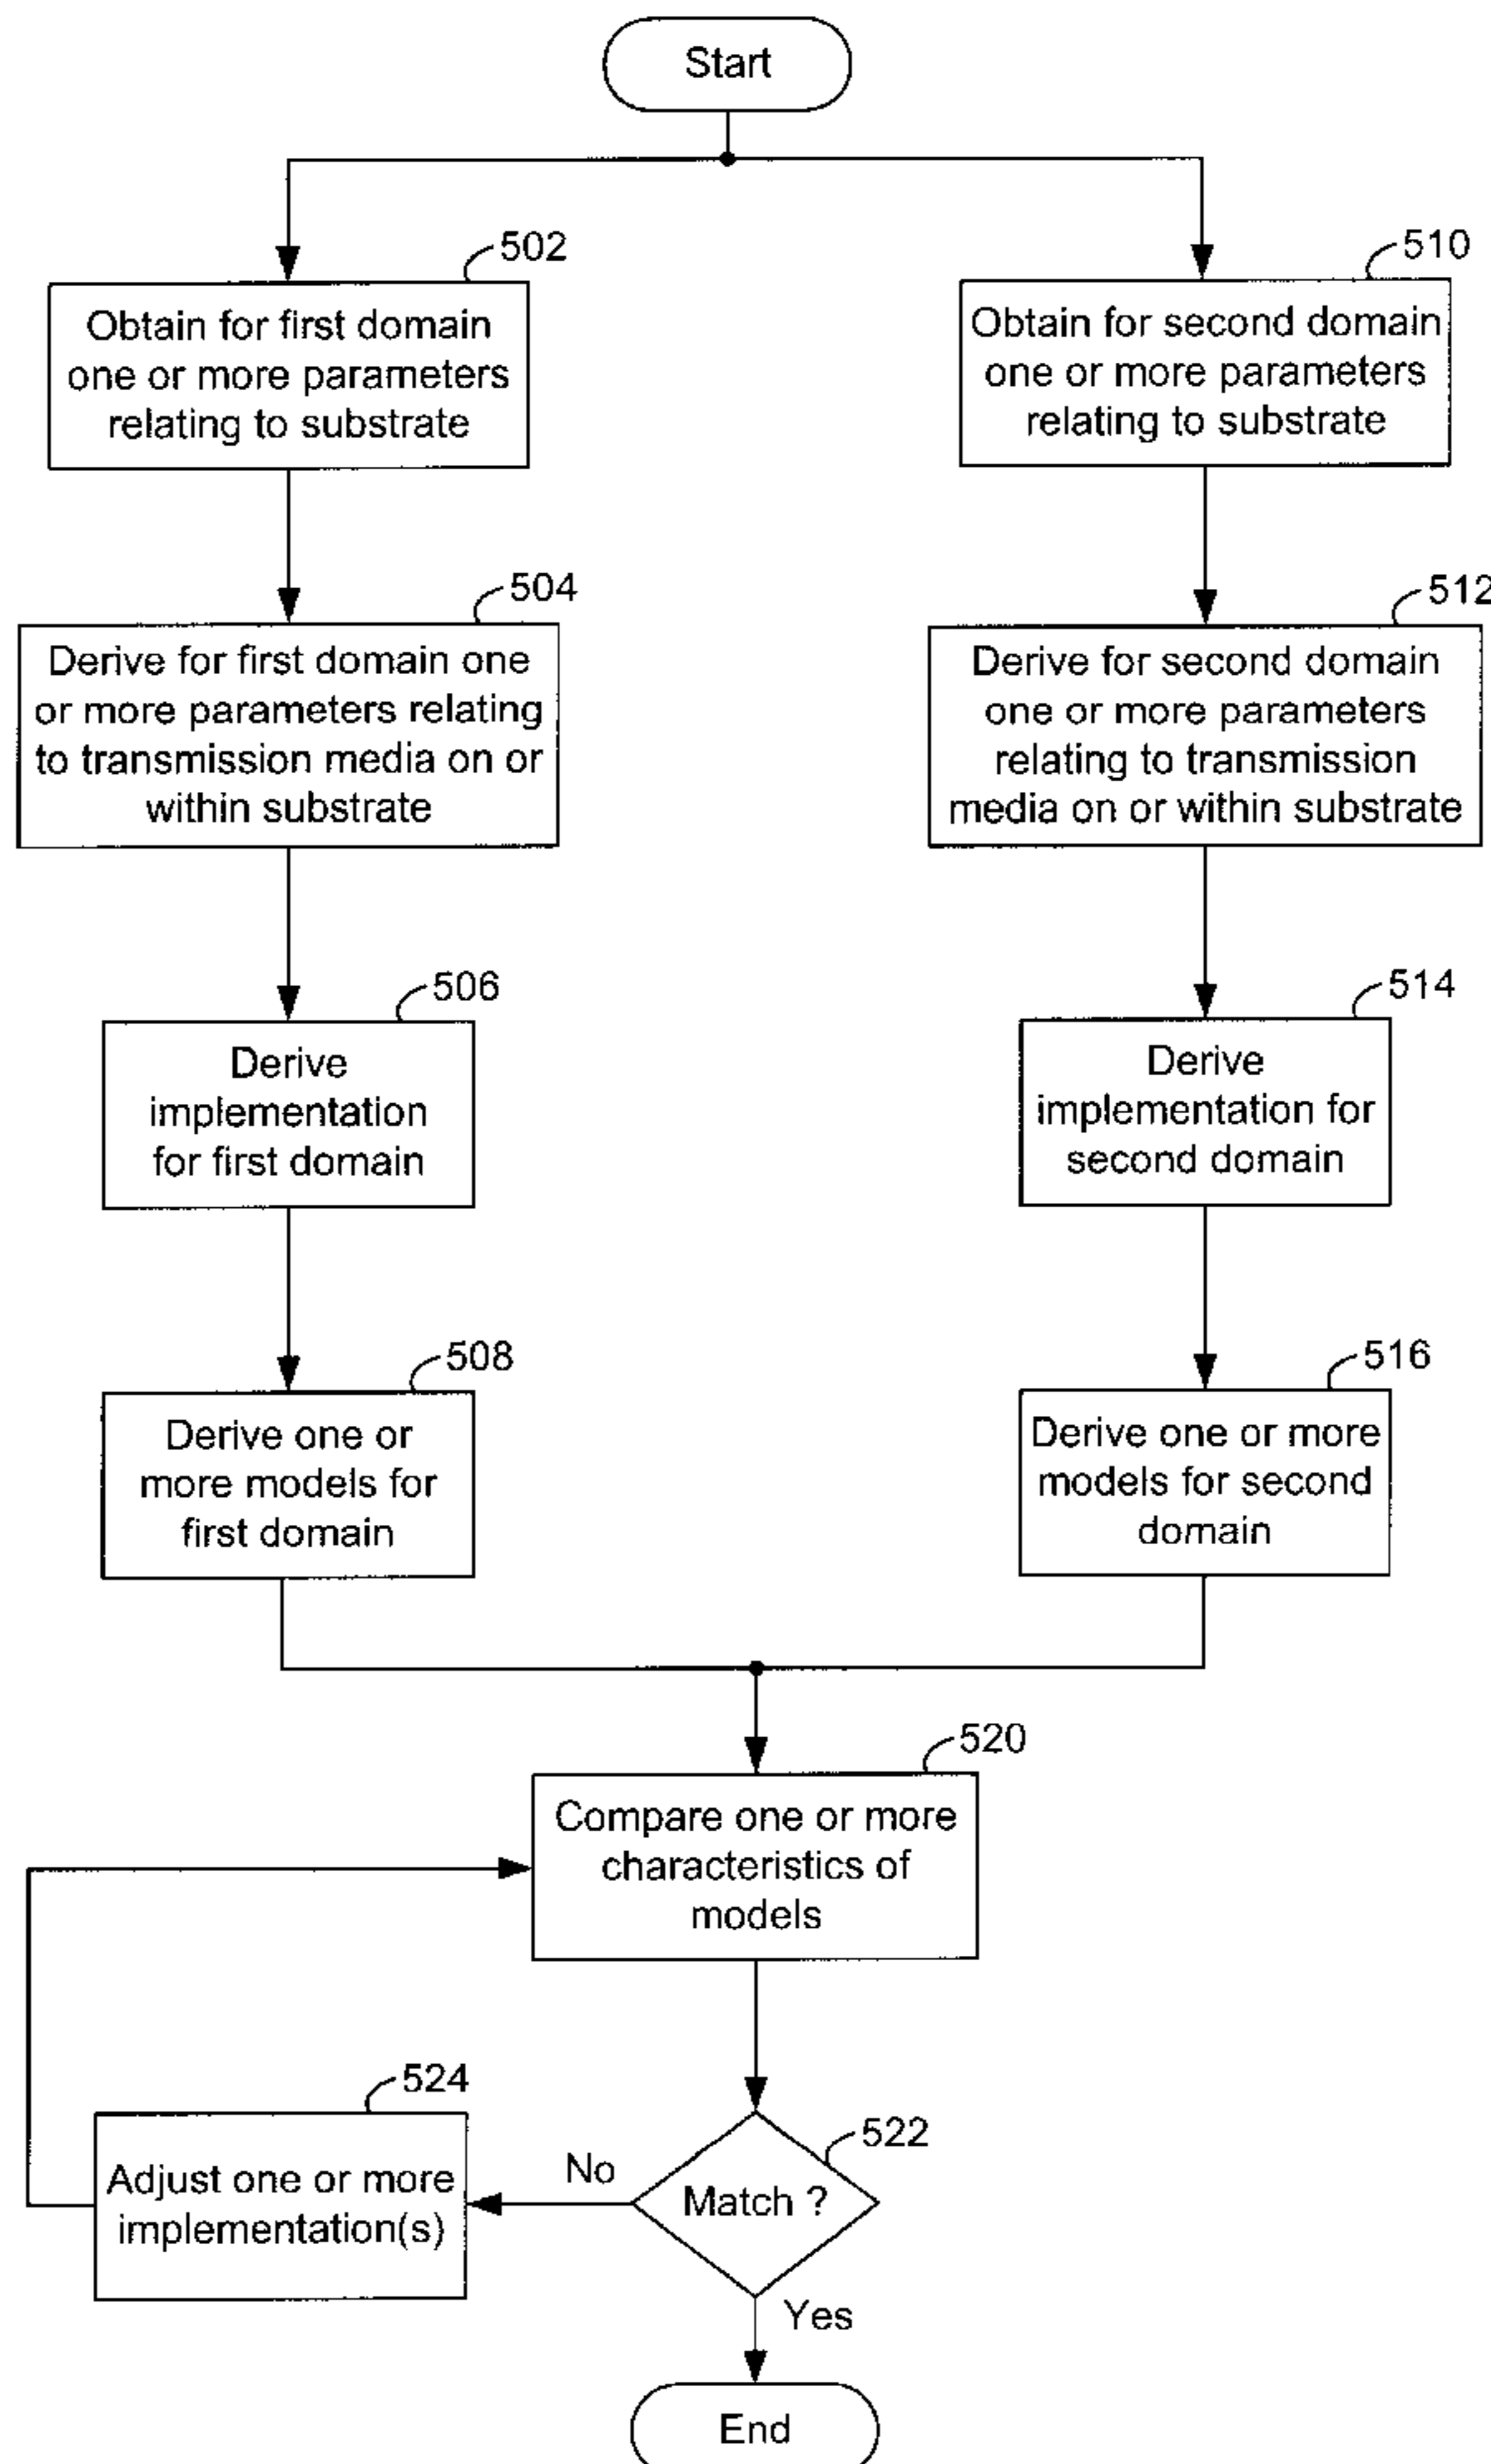 Start
502
Obtain for first domain
one or more parameters
relating to substrate
510
Obtain for second domain
one or more parameters
relating to substrate
504
Derive for first domain one
or more parameters relating
to transmission media on or
within substrate
512
Derive for second domain
one or more parameters
relating to transmission
media on or within substrate
506
Derive
implementation
for first domain
514
Derive
implementation for
second domain
508
Derive one or
more models for
first domain
516
Derive one or more
models for second
domain
520
Compare one or more
characteristics of
models
522
Match ?
No
524
Adjust one or more
implementation(s)
Yes
End